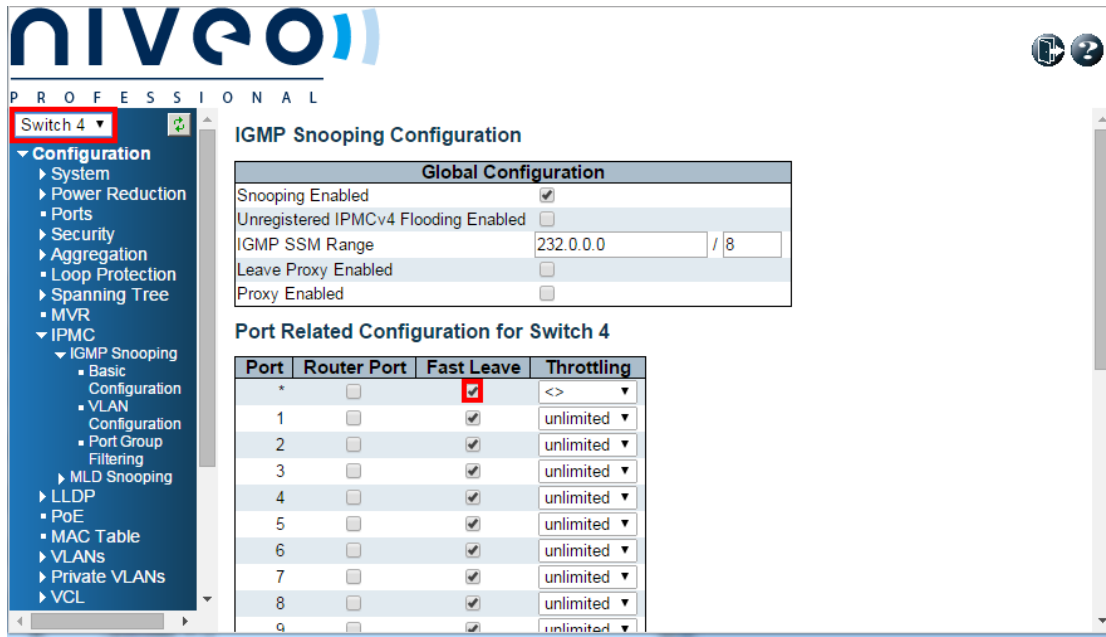 niveo
PROFESSIONAL
Switch 4
Configuration
System
Power Reduction
Ports
Security
Aggregation
Loop Protection
Spanning Tree
MVR
IPMC
IGMP Snooping
Basic
Configuration
VLAN
Configuration
Port Group
Filtering
MLD Snooping
LLDP
PoE
MAC Table
VLANs
Private VLANs
VCL
?
IGMP Snooping Configuration
Global Configuration
Snooping Enabled
Unregistered IPMCv4 Flooding Enabled
IGMP SSM Range 232.0.0.0 / 8
Leave Proxy Enabled
Proxy Enabled
Port Related Configuration for Switch 4
Port Router Port Fast Leave Throttling
* <>
1 unlimited
2 unlimited
3 unlimited
4 unlimited
5 unlimited
6 unlimited
7 unlimited
8 unlimited
9 unlimited